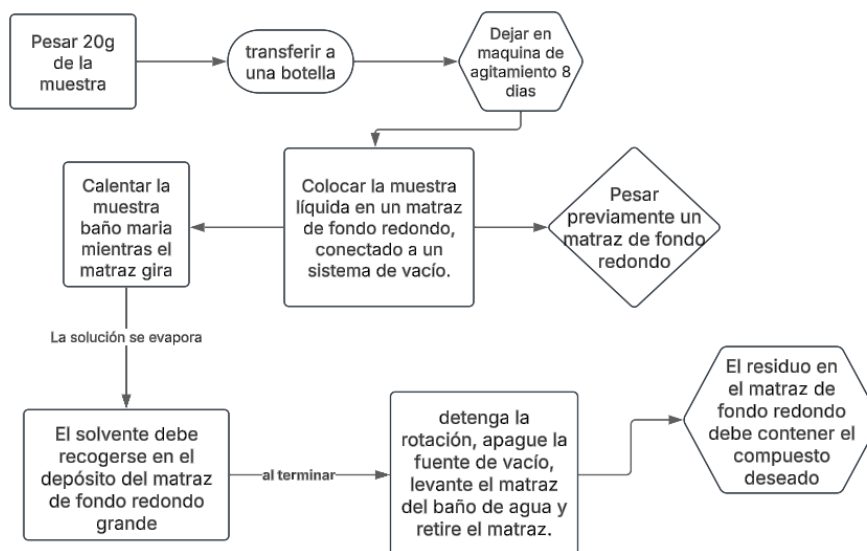 Pesar 20g
de la
muestra
transferir a
una botella
Dejar en
maquina de
agitamiento 8
dias
Calentar la
muestra
baño maria
mientras el
matraz gira
Colocar la muestra
líquida en un matraz
de fondo redondo,
conectado a un
sistema de vacío.
Pesar
previamente un
matraz de fondo
redondo
La solución se evapora
El solvente debe
recogerse en el
depósito del matraz
de fondo redondo
grande
al terminar
detenga la
rotación, apague la
fuente de vacío,
levante el matraz
del baño de agua y
retire el matraz.
El residuo en
el matraz de
fondo redondo
debe contener el
compuesto
deseado